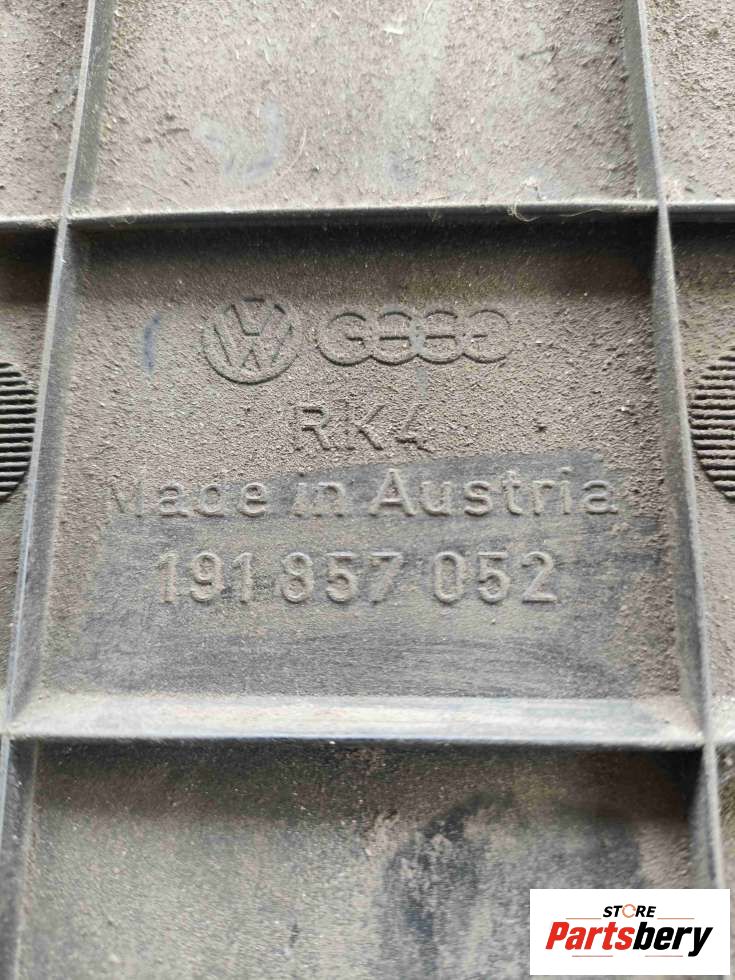 RK4
Made in Austria
191 857 052
STORE
Partsbery